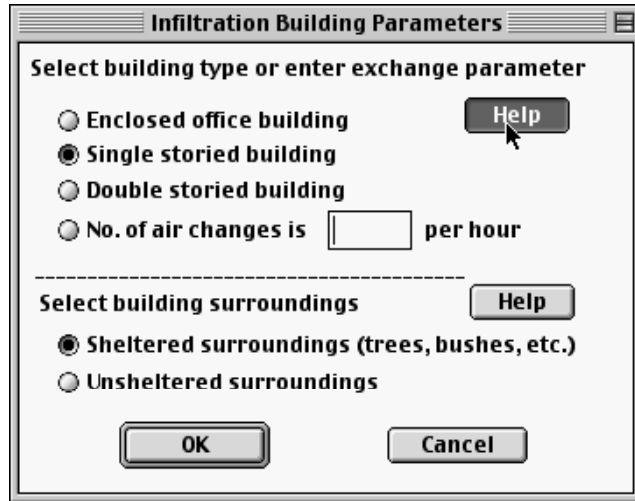 Infiltration Building Parameters
Select building type or enter exchange parameter
Help
Enclosed office building
Single storied building
Double storied building
No. of air changes is per hour
Select building surroundings Help
Sheltered surroundings (trees, bushes, etc.)
Unsheltered surroundings
OK Cancel